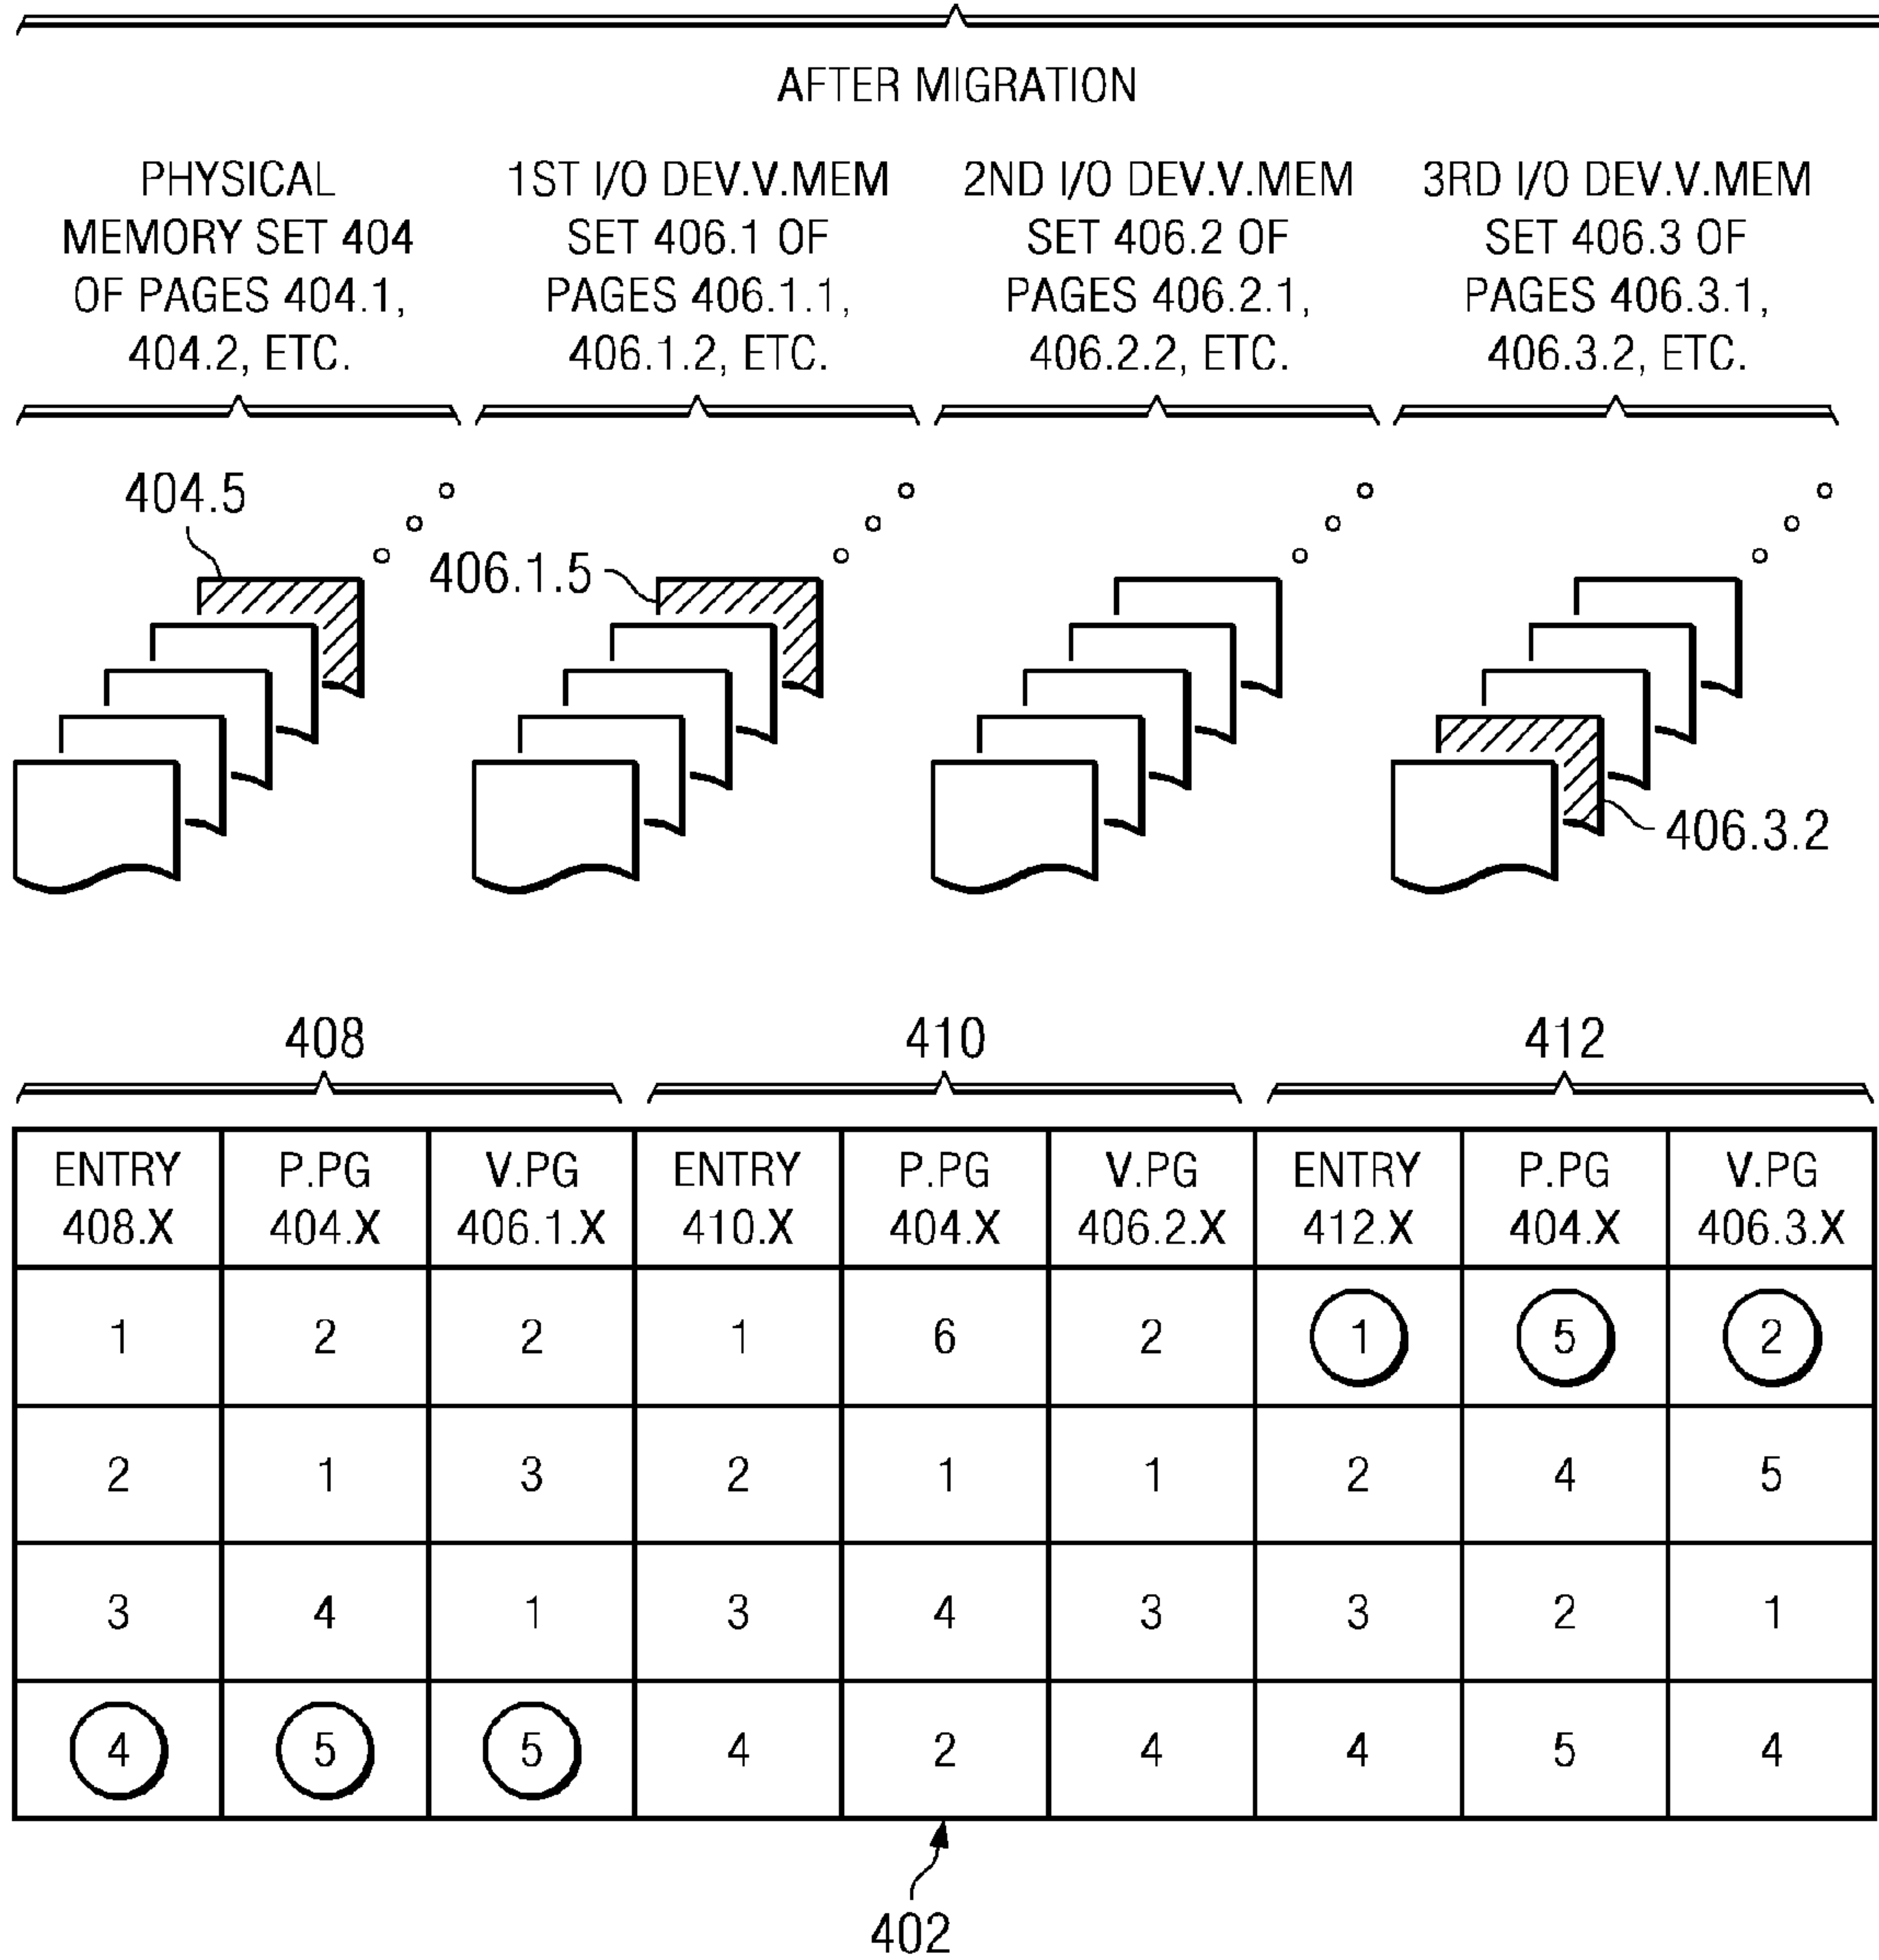 AFTER MIGRATION
PHYSICAL
MEMORY SET 404
OF PAGES 404.1,
404.2, ETC.
1ST I/O DEV.V.MEM
SET 406.1 OF
PAGES 406.1.1,
406.1.2, ETC.
2ND I/O DEV.V.MEM
SET 406.2 OF
PAGES 406.2.1,
406.2.2, ETC.
3RD I/O DEV.V.MEM
SET 406.3 OF
PAGES 406.3.1,
406.3.2, ETC.
404.5
406.1.5
406.3.2
408 410 412
ENTRY 408.X P.PG 404.X V.PG 406.1.X ENTRY 410.X P.PG 404.X V.PG 406.2.X ENTRY 412.X P.PG 404.X V.PG 406.3.X
1 2 2 1 6 2 1 5 2
2 1 3 2 1 1 2 4 5
3 4 1 3 4 3 3 2 1
4 5 5 4 2 4 4 5 4
402